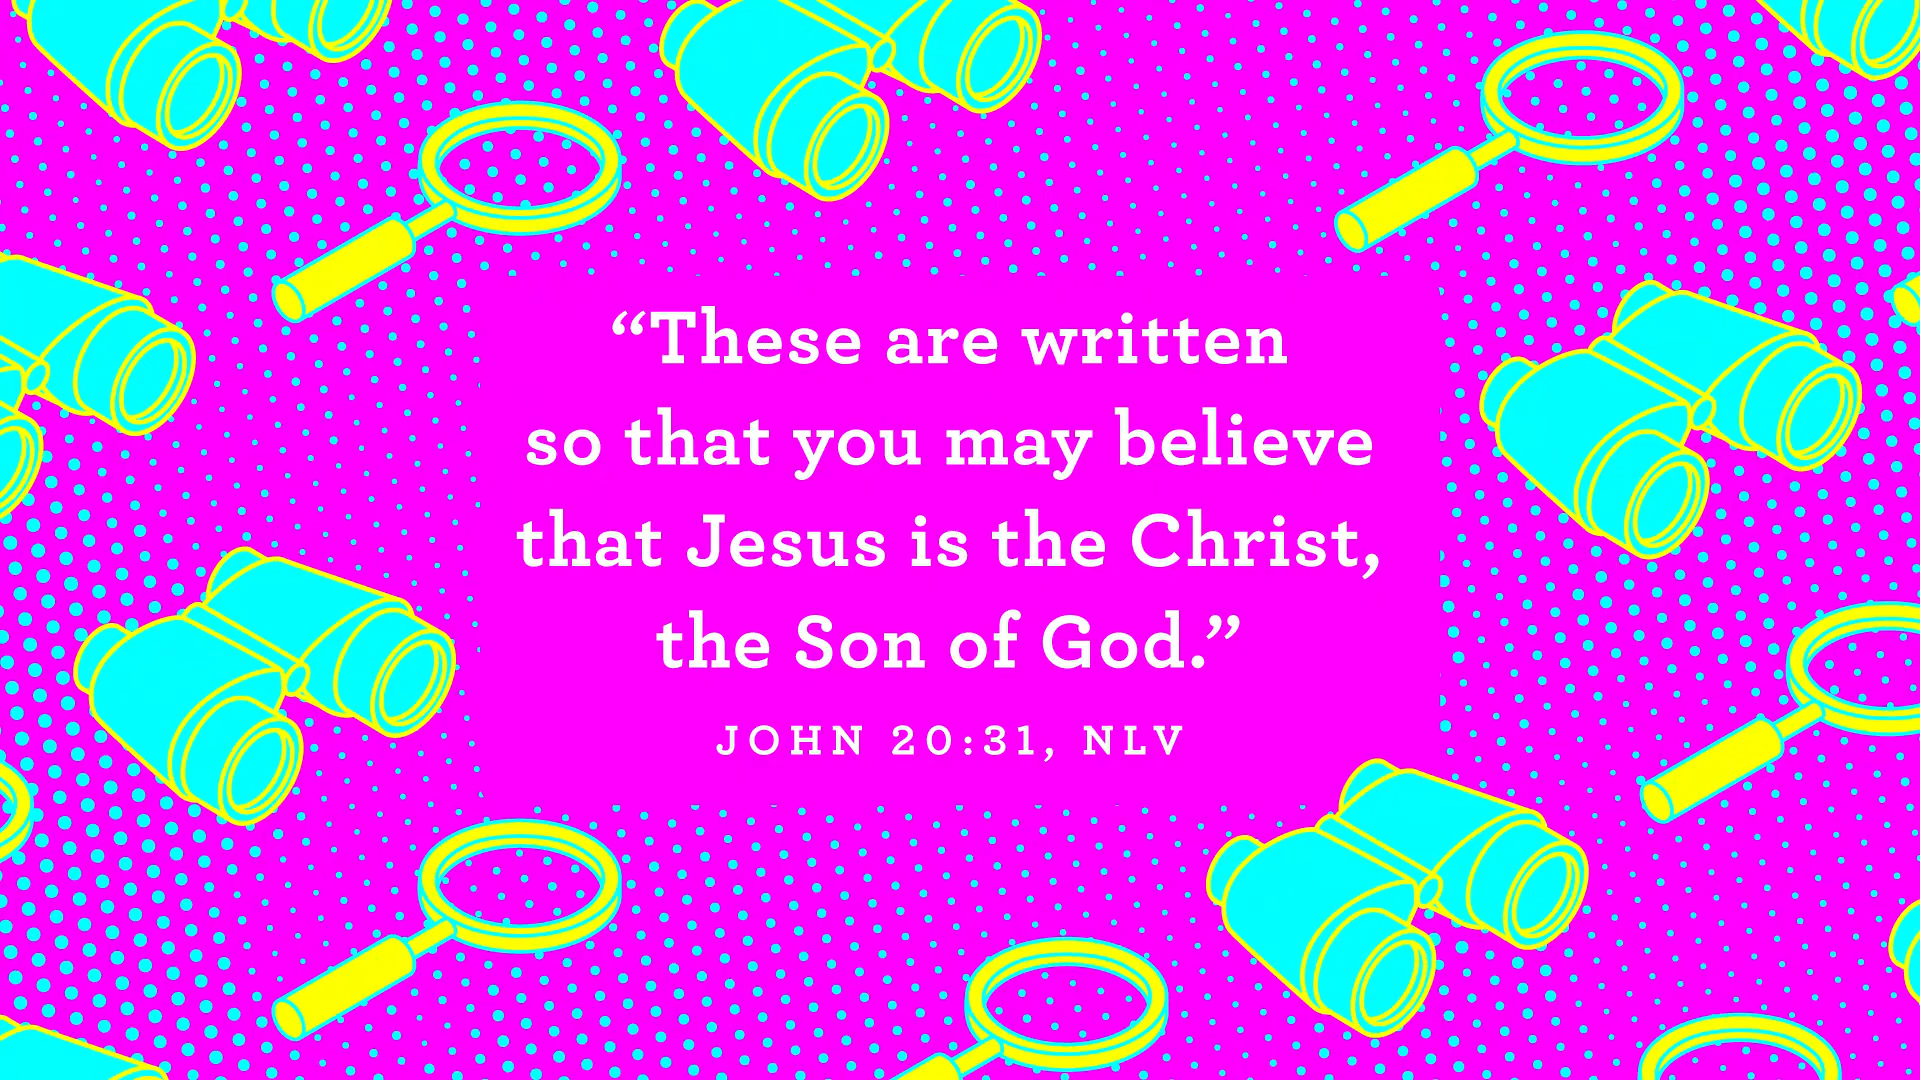 “These are written
so that you may believe
that Jesus is the Christ,
the Son of God.”
JOHN 20:31, NLV